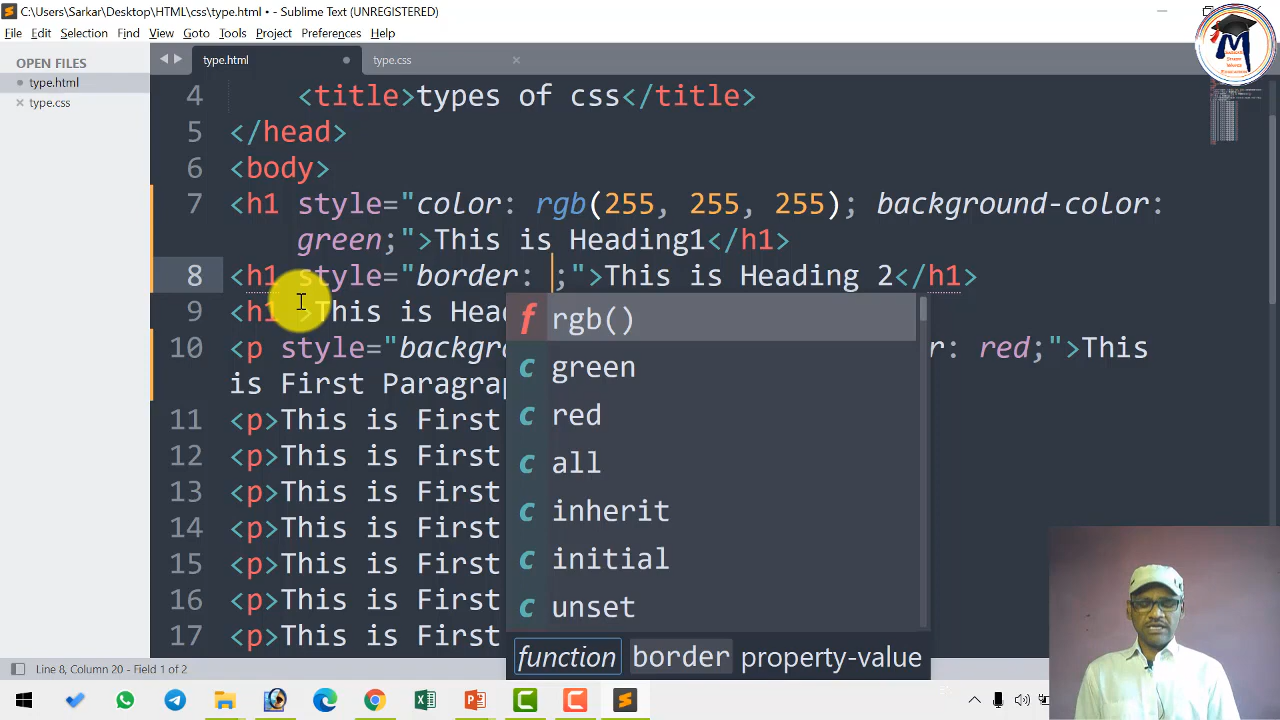 C:\Users\Sarkar\Desktop\HTML\css\type.html • - Sublime Text (UNREGISTERED)
File Edit Selection Find View Goto Tools Project Preferences Help
OPEN FILES
type.html
type.css
type.html
type.css
4 <title>types of css</title>
5 </head>
6 <body>
7 <h1 style="color: rgb(255, 255, 255); background-color:
green;">This is Heading1</h1>
8 <h1 style="border: ;">This is Heading 2</h1>
9 <h1 >This is Hea
10 <p style="backgro r: red;">This
is First Paragrap
11 <p>This is First
12 <p>This is First
13 <p>This is First
14 <p>This is First
15 <p>This is First
16 <p>This is First
17 <p>This is First
f rgb()
c green
c red
c all
c inherit
c initial
c unset
function border property-value
Line 8, Column 20 - Field 1 of 2
M